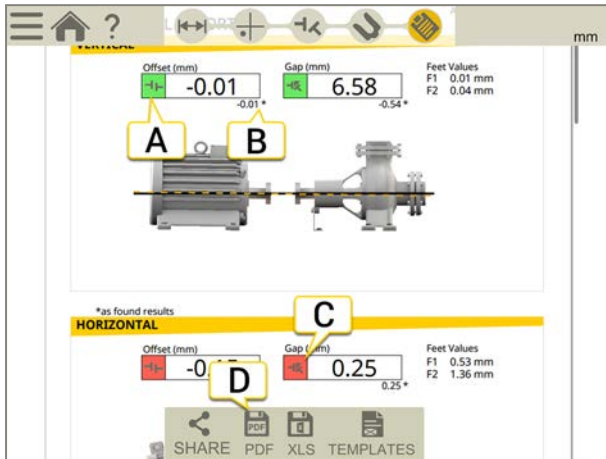 ?
mm
VERTICAL
Offset (mm) Gap (mm) Feet Values
-0.01 6.58 F1 0.01 mm
F2 0.04 mm
-0.01 * -0.54 *
A B
*as found results
C
HORIZONTAL
Offset (mm) Gap mm) Feet Values
0.25 F1 0.53 mm
F2 1.36 mm
0.25 *
D
PDF
SHARE PDF XLS TEMPLATES